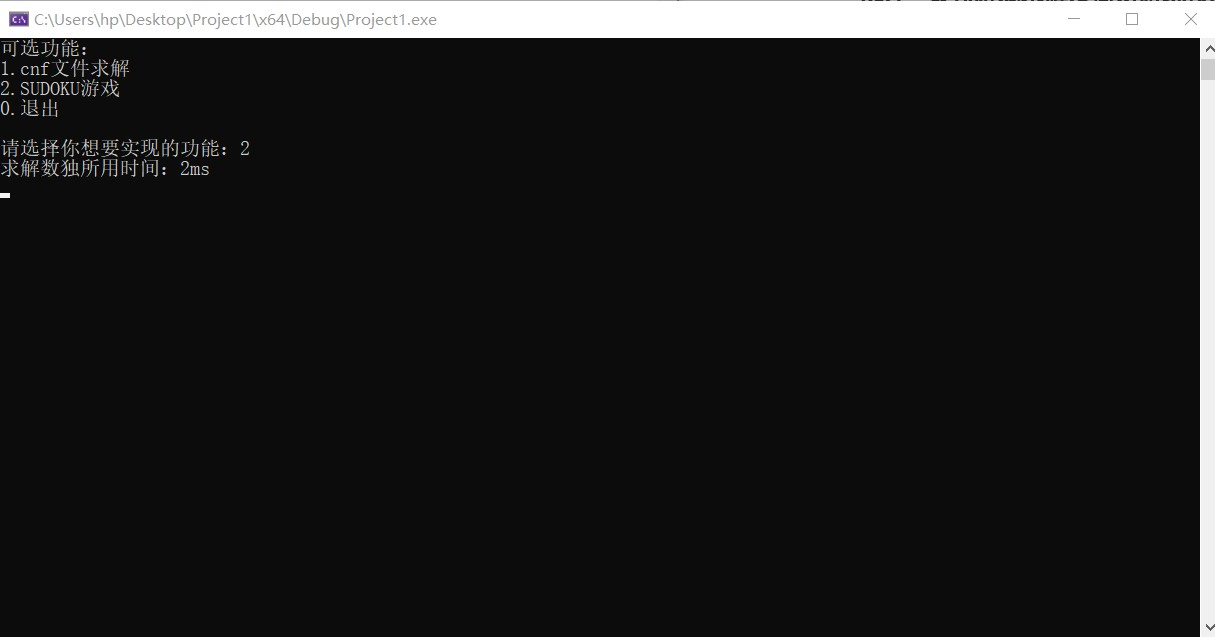 C:\Users\hp\Desktop\Project1\x64\Debug\Project1.exe
可选功能：
1.cnf文件求解
2.SUDOKU游戏
0.退出
请选择你想要实现的功能：2
求解数独所用时间：2ms